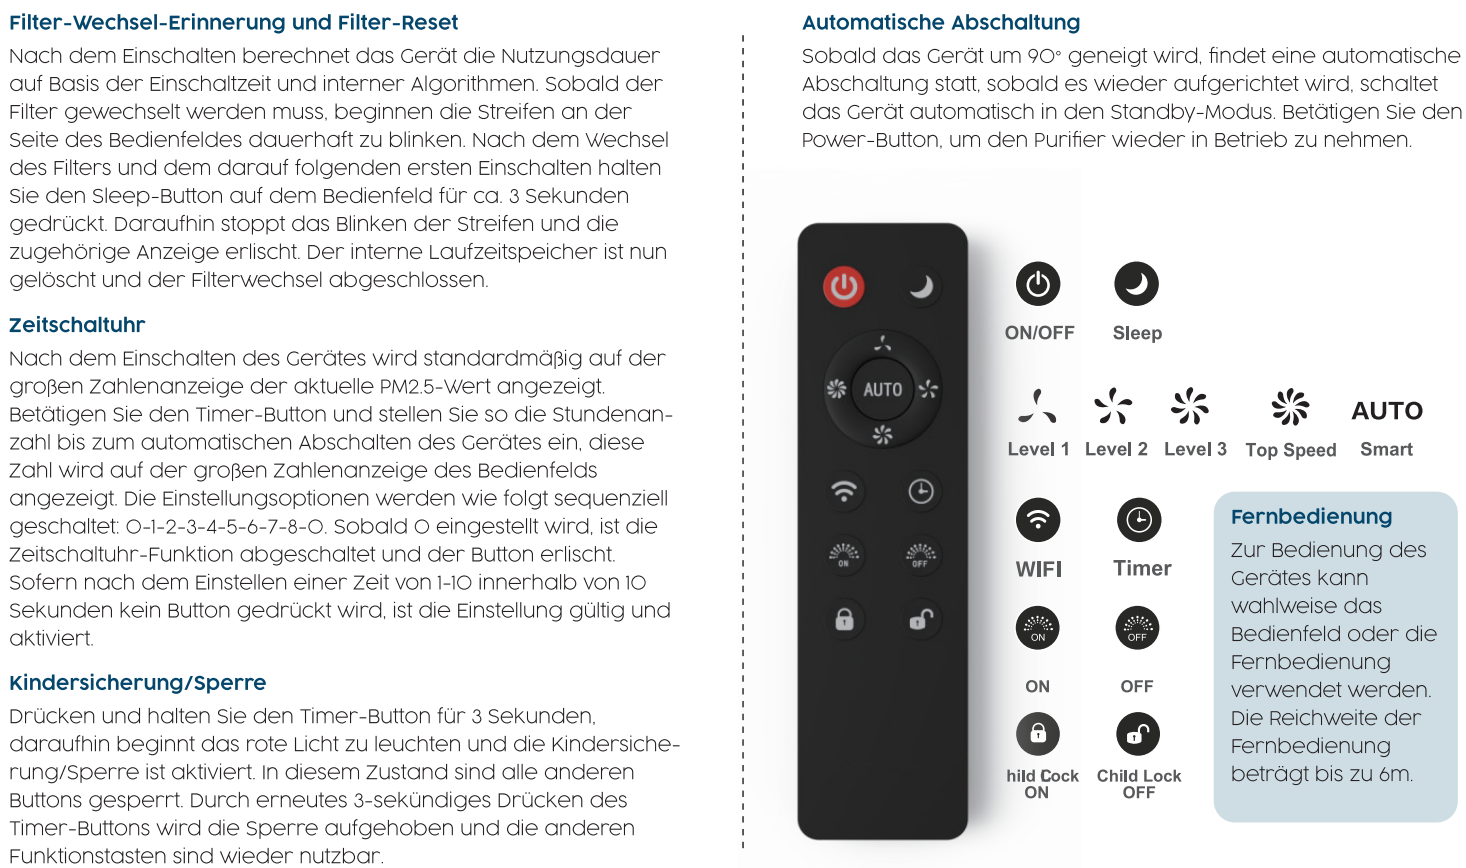 Filter-Wechsel-Erinnerung und Filter-Reset
Nach dem Einschalten berechnet das Gerät die Nutzungsdauer
auf Basis der Einschaltzeit und interner Algorithmen. Sobald der
Filter gewechselt werden muss, beginnen die Streifen an der
Seite des Bedienfeldes dauerhaft zu blinken. Nach dem Wechsel
des Filters und dem darauf folgenden ersten Einschalten halten
Sie den Sleep-Button auf dem Bedienfeld für ca. 3 Sekunden
gedrückt. Daraufhin stoppt das Blinken der Streifen und die
zugehörige Anzeige erlischt. Der interne Laufzeitspeicher ist nun
gelöscht und der Filterwechsel abgeschlossen.
Zeitschaltuhr
Nach dem Einschalten des Gerätes wird standardmäßig auf der
großen Zahlenanzeige der aktuelle PM2.5-Wert angezeigt.
Betätigen Sie den Timer-Button und stellen Sie so die Stundenan-
zahl bis zum automatischen Abschalten des Gerätes ein, diese
Zahl wird auf der großen Zahlenanzeige des Bedienfelds
angezeigt. Die Einstellungsoptionen werden wie folgt sequenziell
geschaltet: 0-1-2-3-4-5-6-7-8-0. Sobald 0 eingestellt wird, ist die
Zeitschaltuhr-Funktion abgeschaltet und der Button erlischt.
Sofern nach dem Einstellen einer Zeit von 1-10 innerhalb von 10
Sekunden kein Button gedrückt wird, ist die Einstellung gültig und
aktiviert.
Kindersicherung/Sperre
Drücken und halten Sie den Timer-Button für 3 Sekunden,
daraufhin beginnt das rote Licht zu leuchten und die Kindersiche-
rung/Sperre ist aktiviert. In diesem Zustand sind alle anderen
Buttons gesperrt. Durch erneutes 3-sekündiges Drücken des
Timer-Buttons wird die Sperre aufgehoben und die anderen
Funktionstasten sind wieder nutzbar.
Automatische Abschaltung
Sobald das Gerät um 90° geneigt wird, findet eine automatische
Abschaltung statt, sobald es wieder aufgerichtet wird, schaltet
das Gerät automatisch in den Standby-Modus. Betätigen Sie den
Power-Button, um den Purifier wieder in Betrieb zu nehmen.
AUTO
ON OFF
ON/OFF Sleep
AUTO
Level 1 Level 2 Level 3 Top Speed Smart
WIFI Timer
ON OFF
ON OFF
hild Cock Child Lock
ON OFF
Fernbedienung
Zur Bedienung des
Gerätes kann
wahlweise das
Bedienfeld oder die
Fernbedienung
verwendet werden.
Die Reichweite der
Fernbedienung
beträgt bis zu 6m.